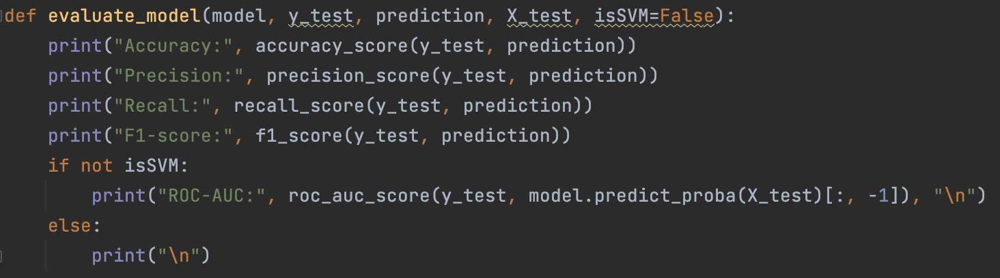 def evaluate_model(model, y_test, prediction, X_test, isSVM=False):
    print("Accuracy:", accuracy_score(y_test, prediction))
    print("Precision:", precision_score(y_test, prediction))
    print("Recall:", recall_score(y_test, prediction))
    print("F1-score:", f1_score(y_test, prediction))
    if not isSVM:
        print("ROC-AUC:", roc_auc_score(y_test, model.predict_proba(X_test)[:, -1]), "\n")
    else:
        print("\n")